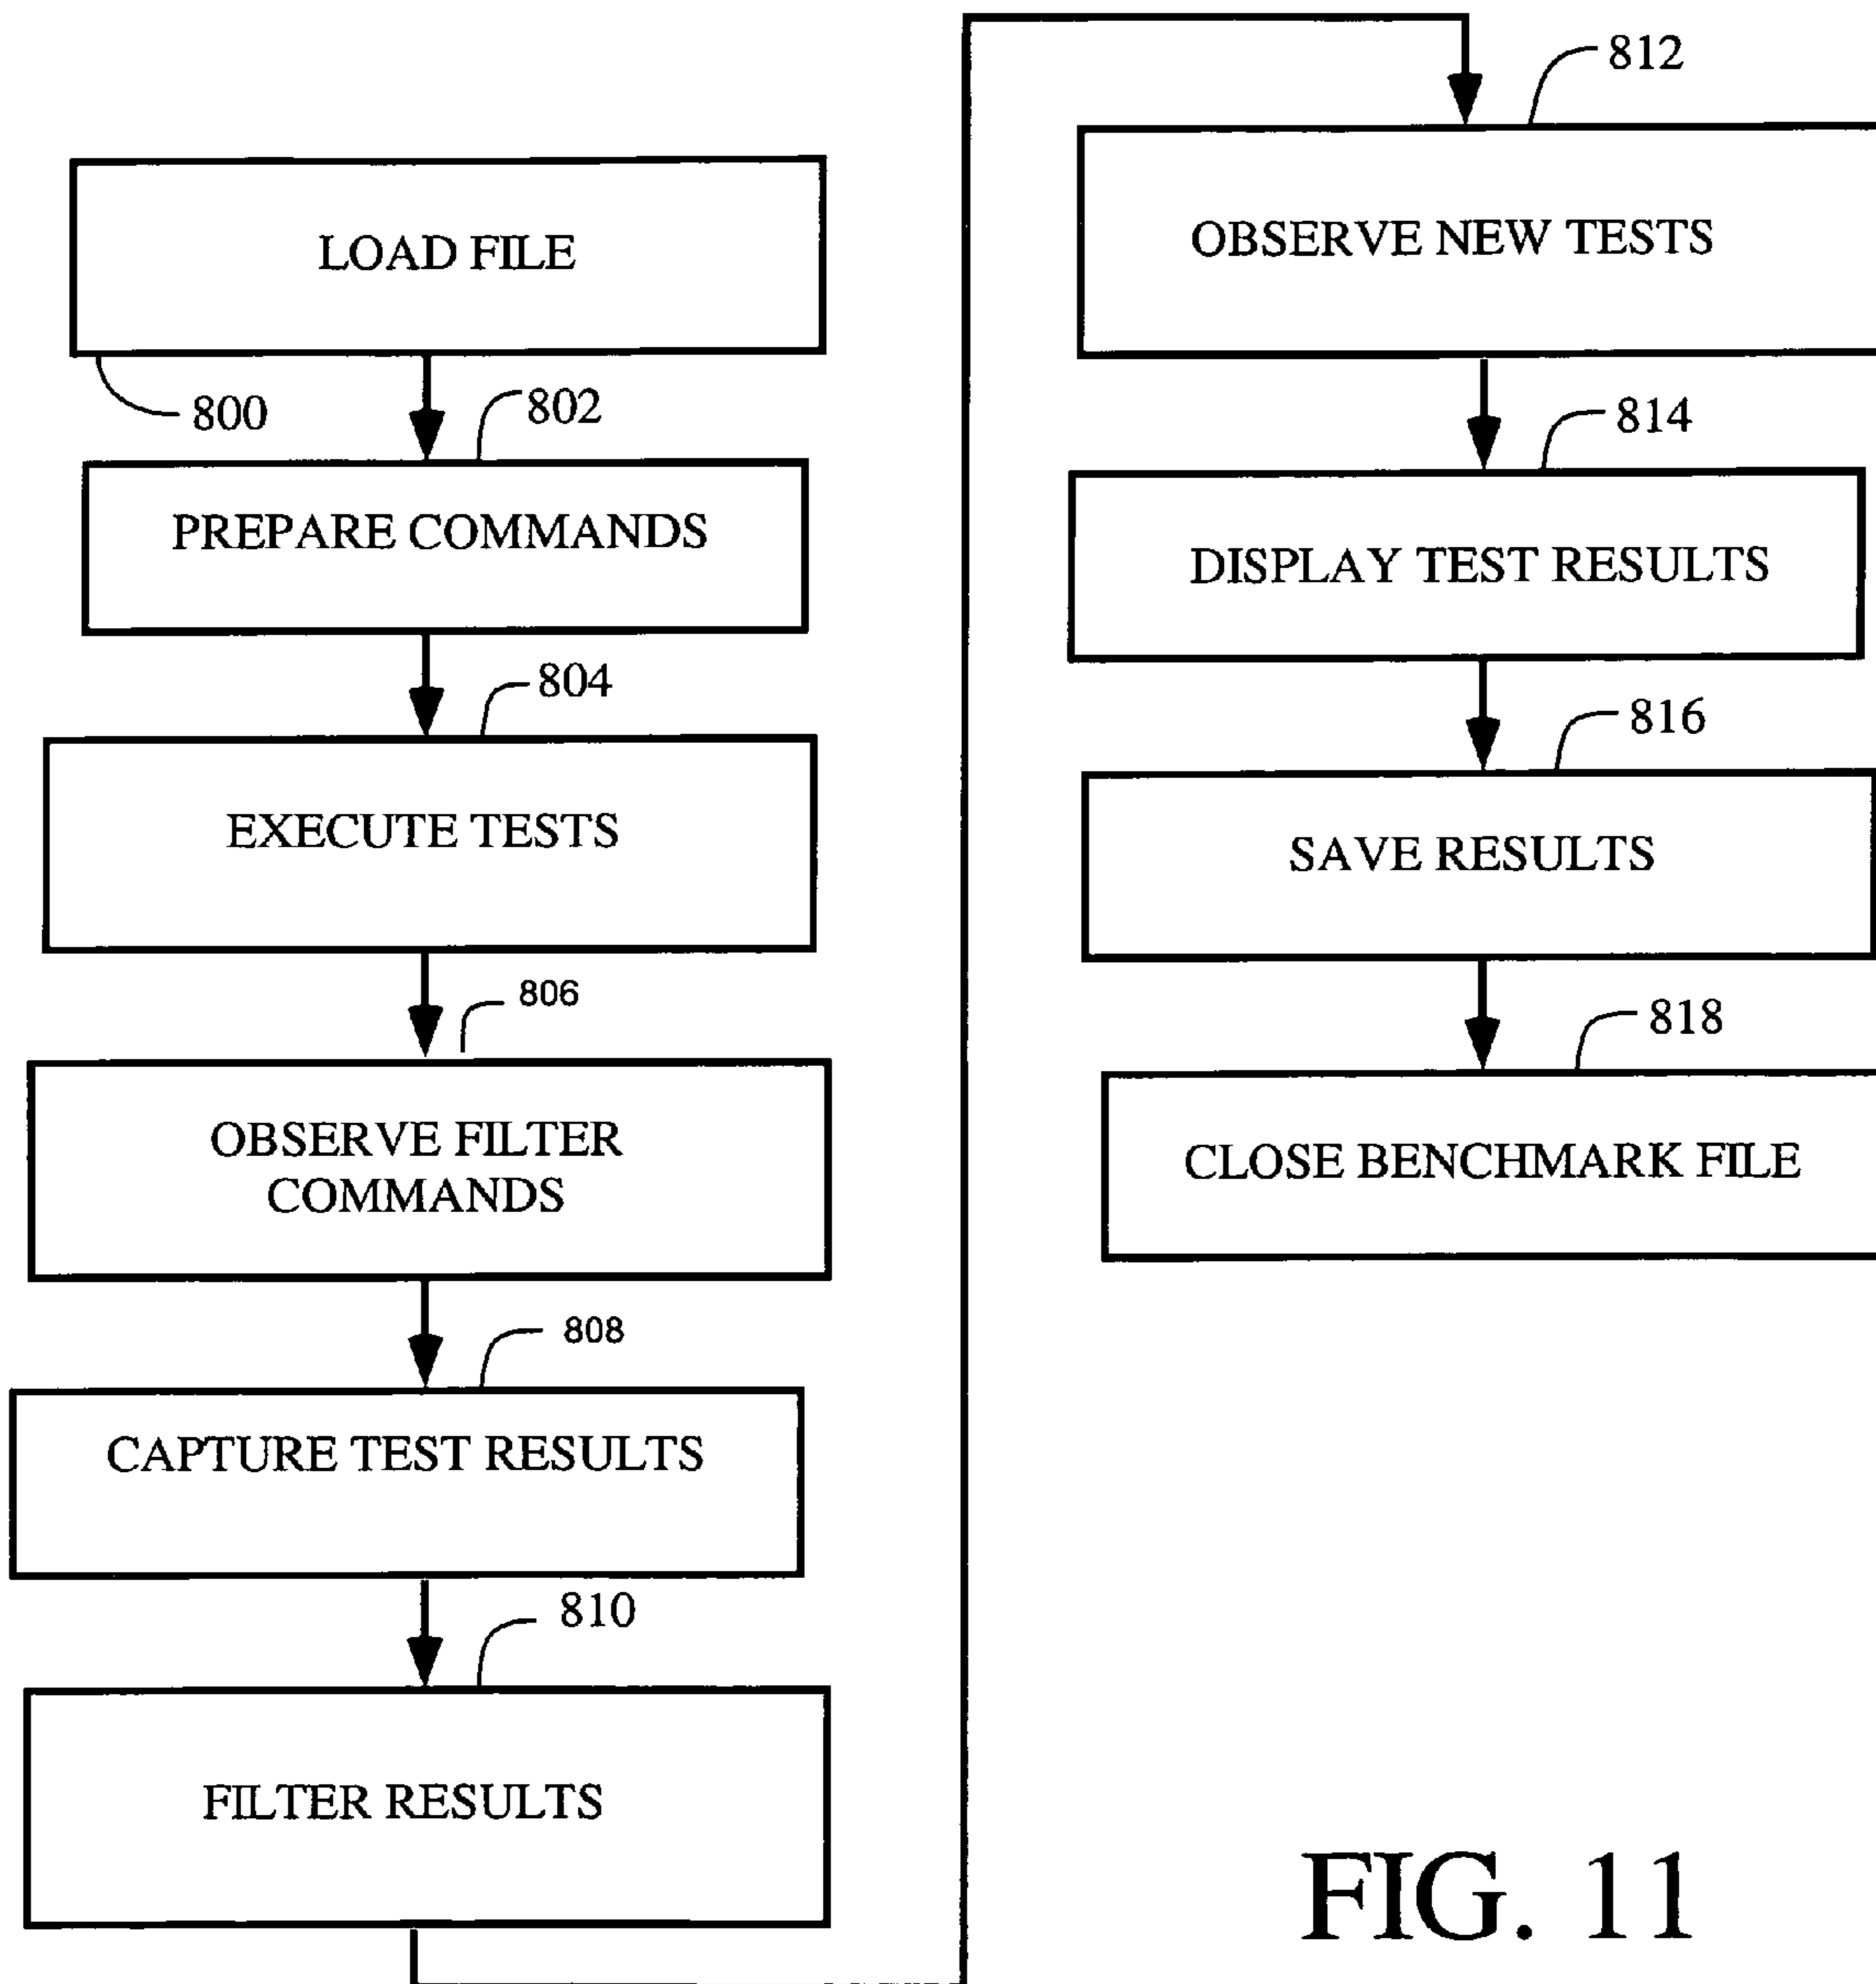 LOAD FILE
800
802
PREPARE COMMANDS
804
EXECUTE TESTS
806
OBSERVE FILTER
COMMANDS
808
CAPTURE TEST RESULTS
810
FILTER RESULTS
812
OBSERVE NEW TESTS
814
DISPLAY TEST RESULTS
816
SAVE RESULTS
818
CLOSE BENCHMARK FILE
FIG. 11